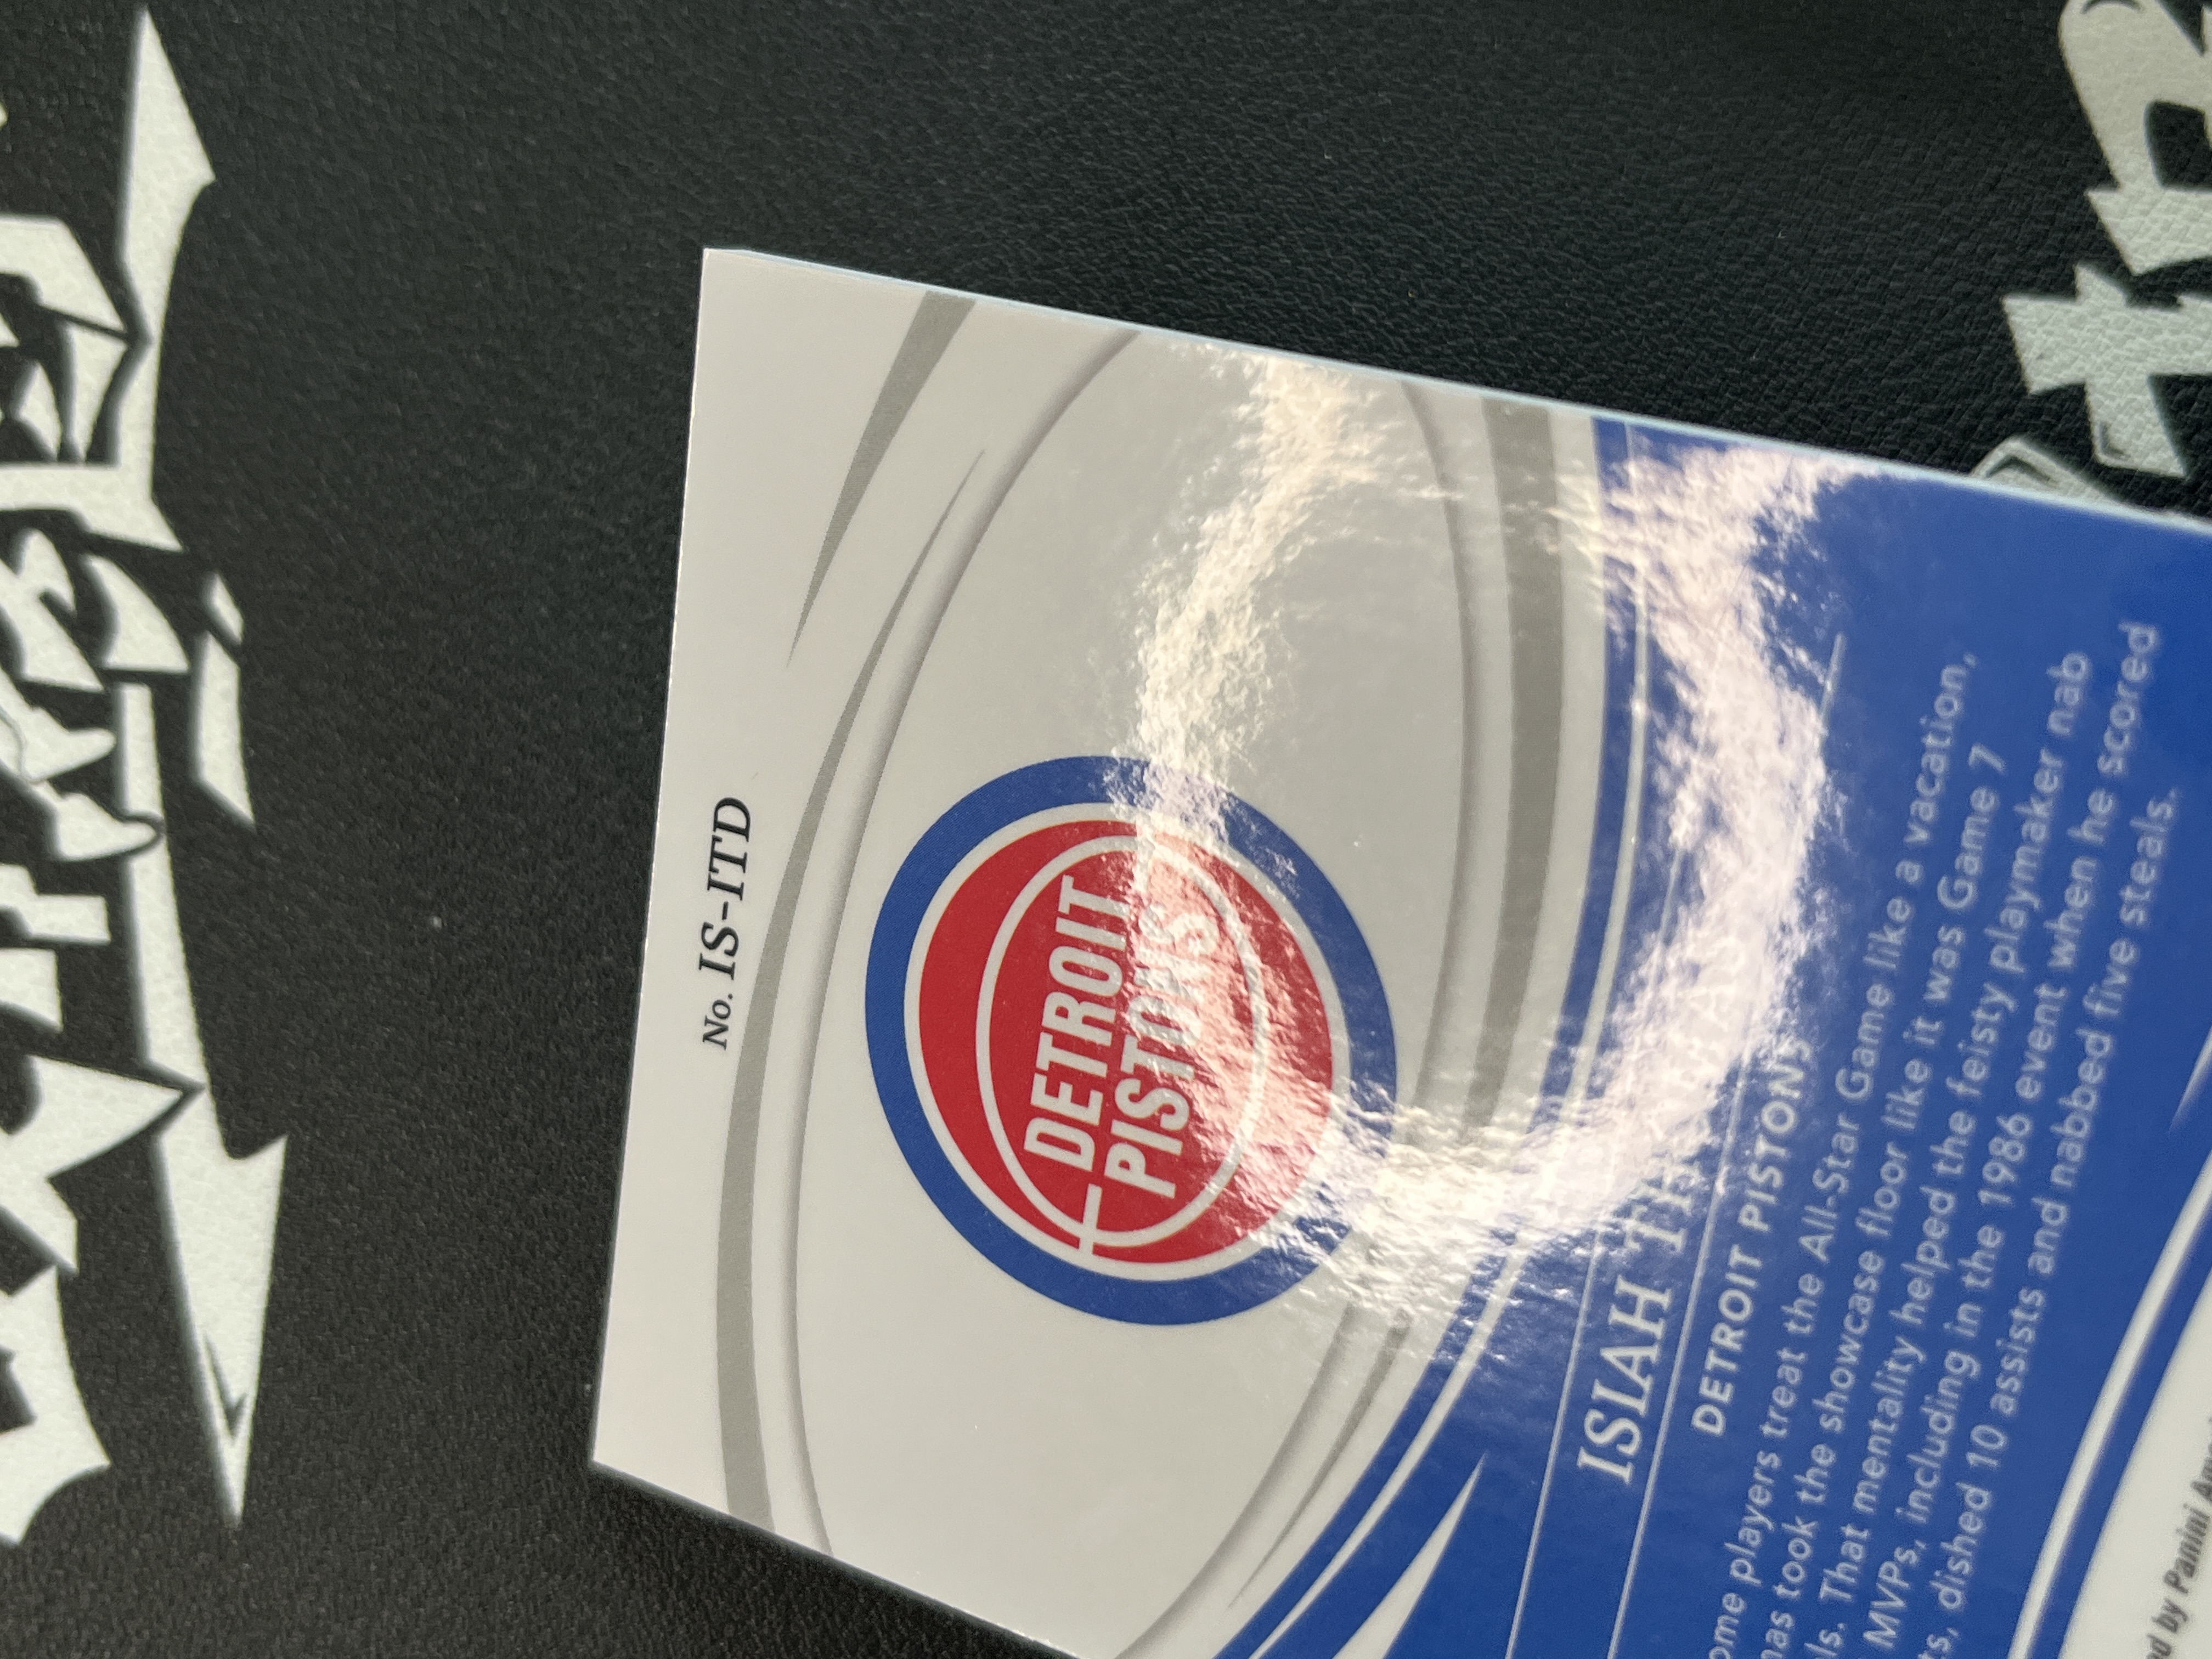 No. IS-ITD
DETROIT
PISTONS
ISIAH
DETROIT PISTONS
players treat the All-Star Game like a vacation,
took the showcase floor like it was Game 7
That mentality helped the feisty playmaker nab
MVPs, including in the 1986 event when he scored
dished 10 assists and nabbed five steals.
by Panini